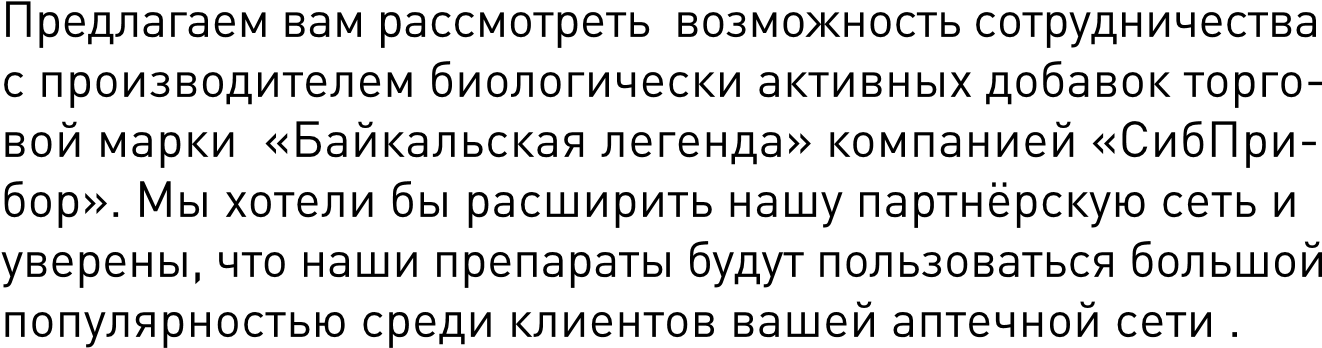 Предлагаем вам рассмотреть  возможность сотрудничества
с производителем биологически активных добавок торго-
вой марки  «Байкальская легенда» компанией «СибПри-
бор». Мы хотели бы расширить нашу партнёрскую сеть и
уверены, что наши препараты будут пользоваться большой
популярностью среди клиентов вашей аптечной сети .